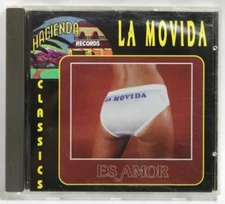 HACIENDA
RECORDS
LA MOVIDA
CLASSICS
LA MOVIDA
ES AMOR